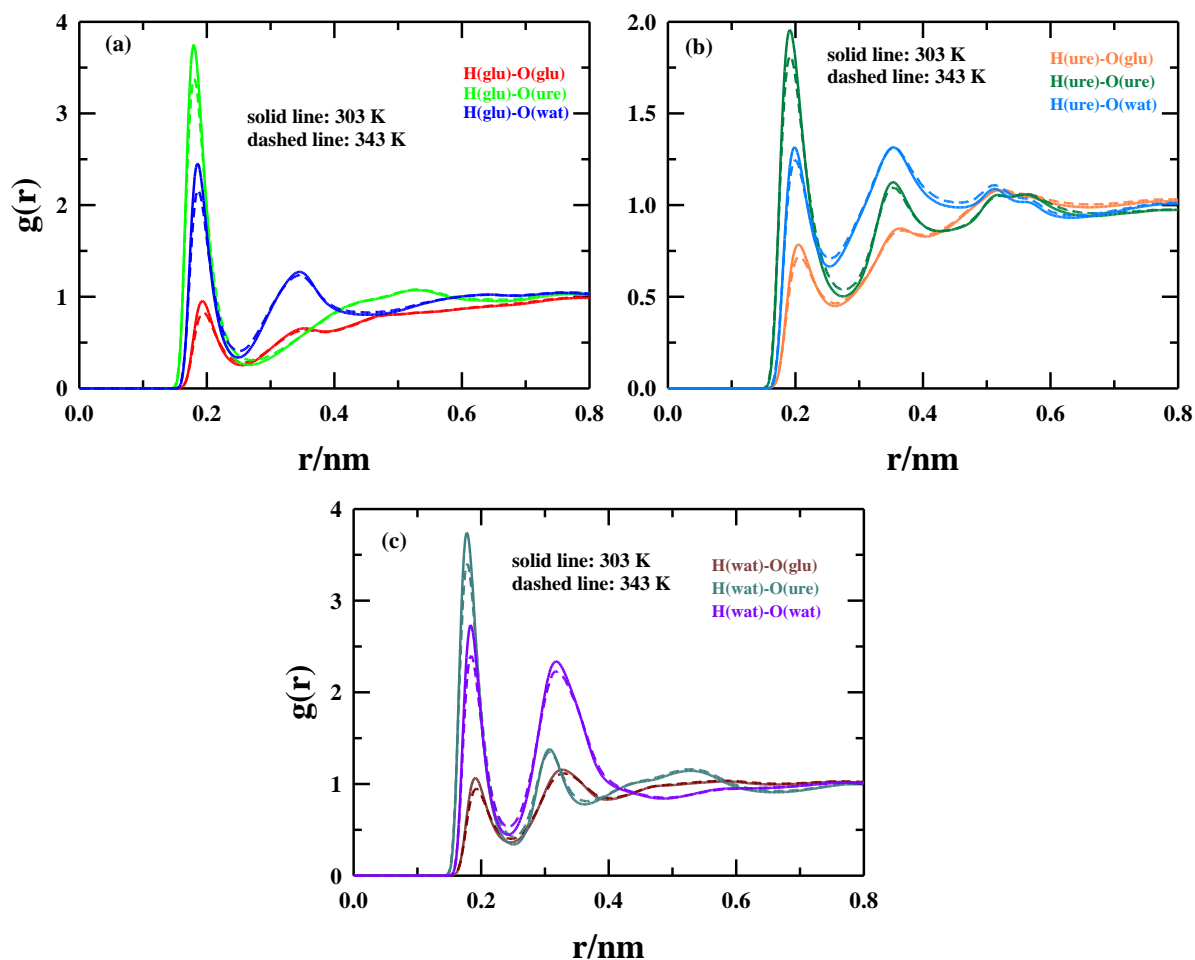 (a)
solid line: 303 K
dashed line: 343 K
H(glu)-O(glu)
H(glu)-O(ure)
H(glu)-O(wat)
4
3
2
1
0
g(r)
0.0 0.2 0.4 0.6 0.8
r/nm
(b)
solid line: 303 K
dashed line: 343 K
H(ure)-O(glu)
H(ure)-O(ure)
H(ure)-O(wat)
2.0
1.5
1.0
0.5
0.0
0.0 0.2 0.4 0.6 0.8
r/nm
(c)
solid line: 303 K
dashed line: 343 K
H(wat)-O(glu)
H(wat)-O(ure)
H(wat)-O(wat)
4
3
2
1
0
g(r)
0.0 0.2 0.4 0.6 0.8
r/nm